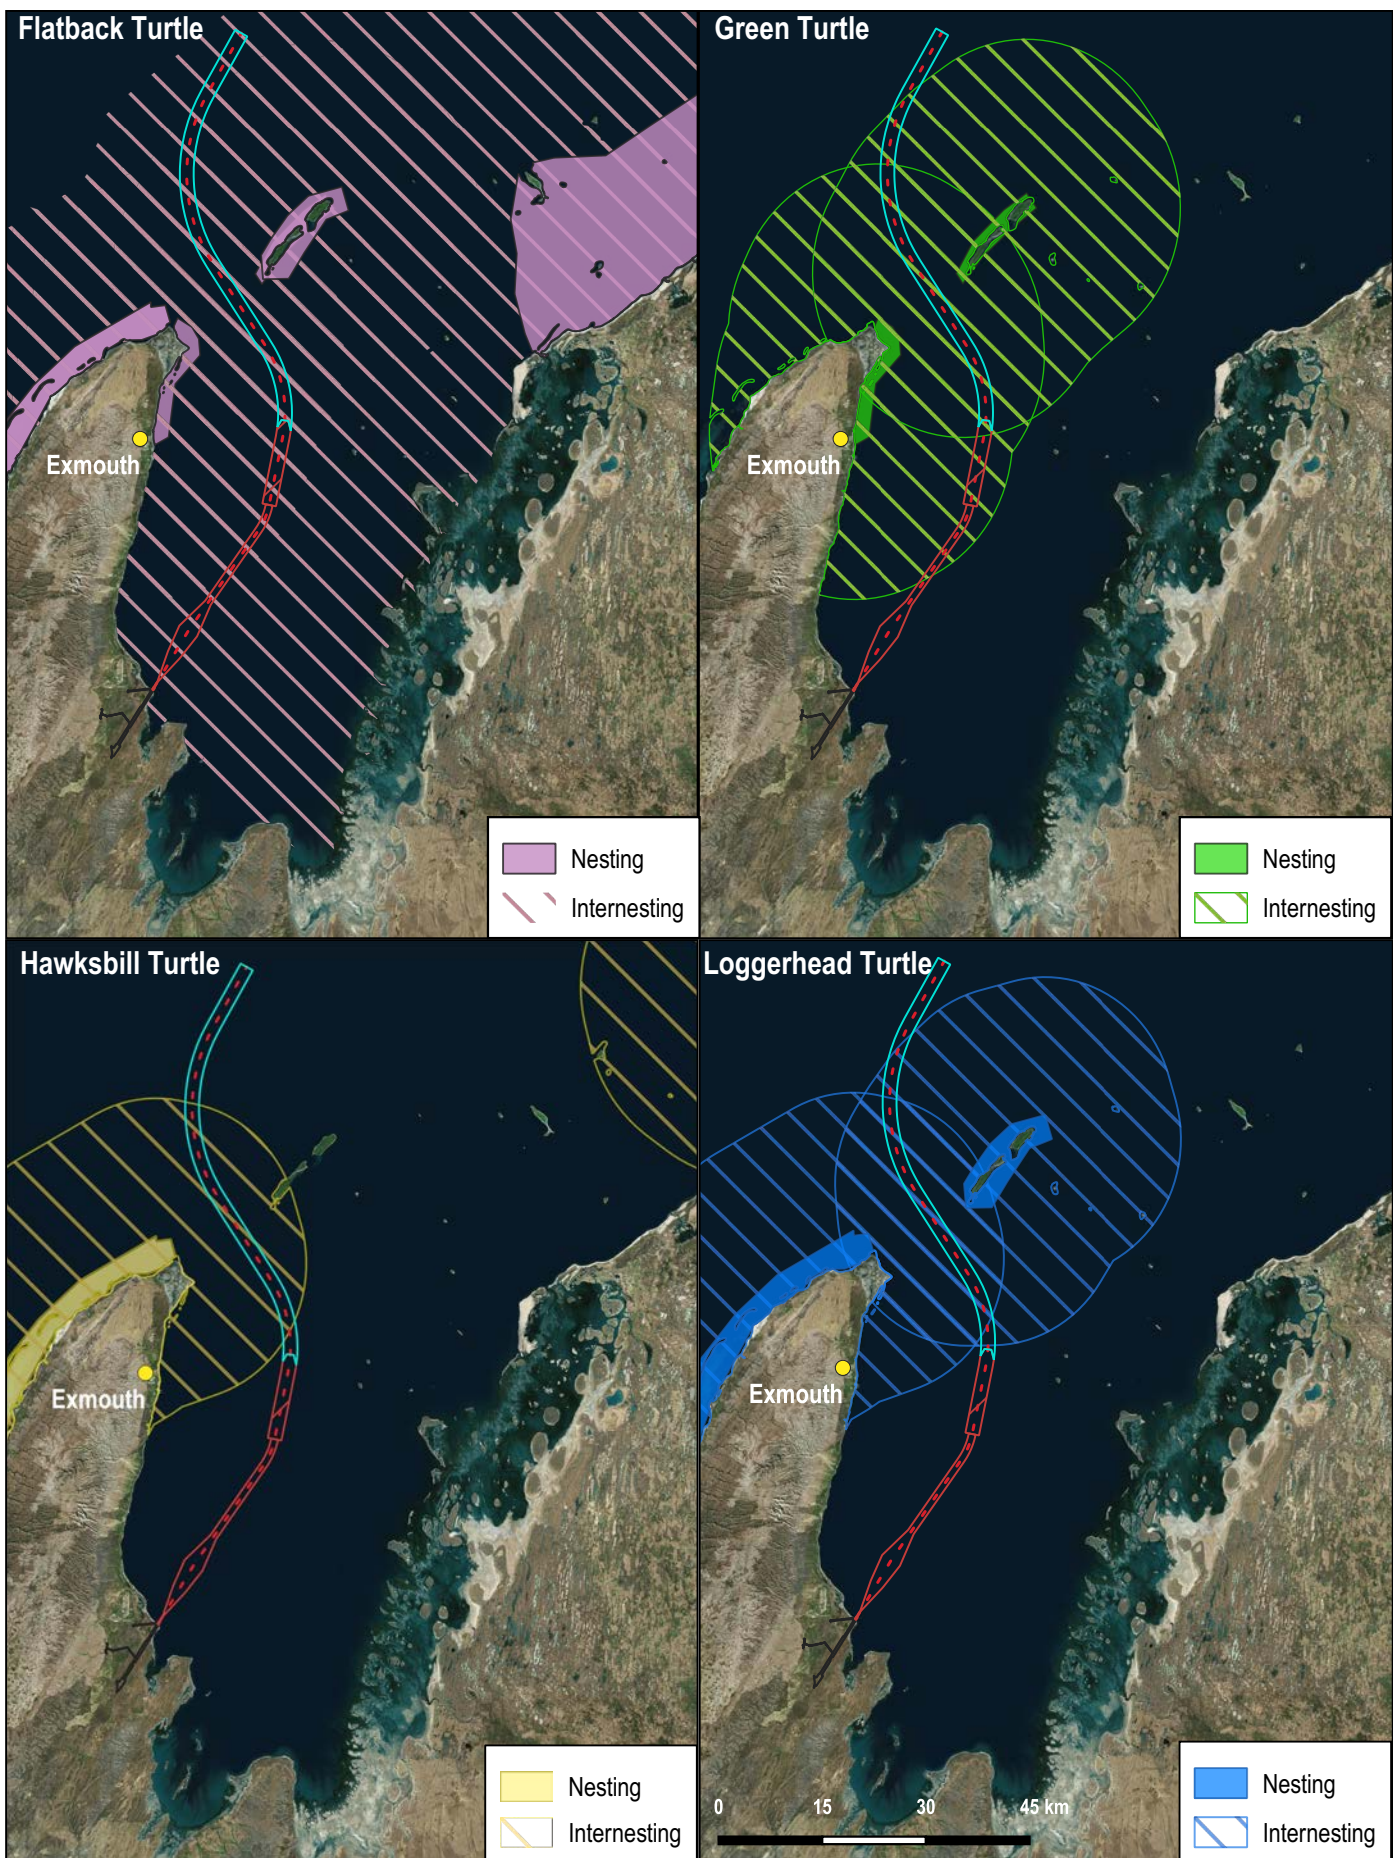 Flatback Turtle
Exmouth
Nesting
Internesting
Green Turtle
Exmouth
Nesting
Internesting
Hawksbill Turtle
Exmouth
Nesting
Internesting
Loggerhead Turtle
Exmouth
0 15 30 45 km
Nesting
Internesting